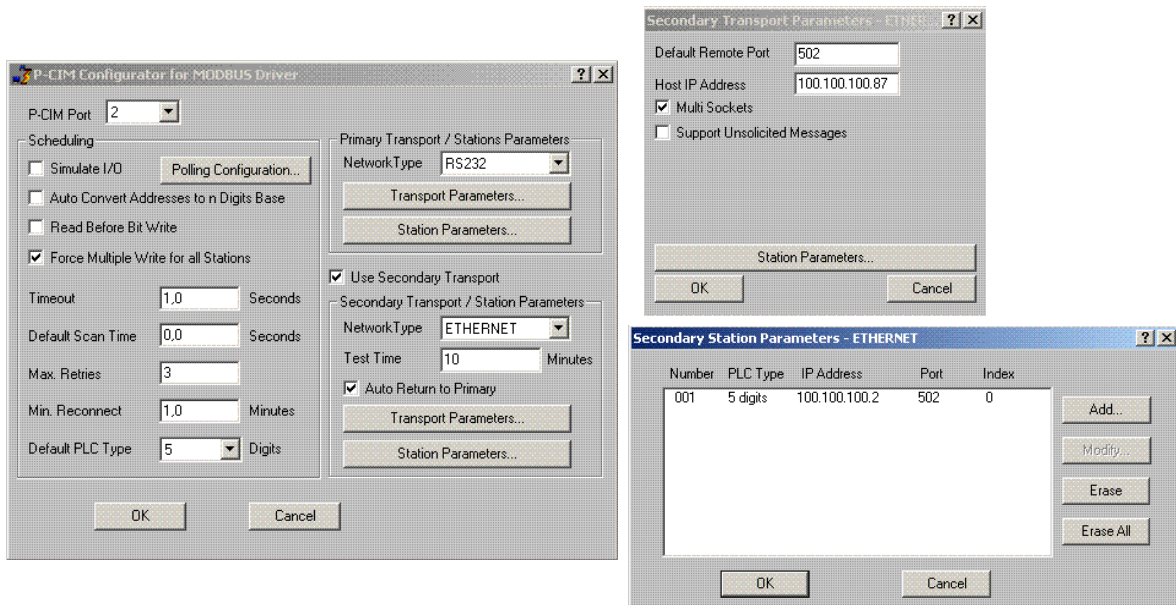 P-CIM Configurator for MODBUS Driver
P-CIM Port 2
Scheduling
Simulate I/O Polling Configuration...
Auto Convert Addresses to n Digits Base
Read Before Bit Write
Force Multiple Write for all Stations
Timeout 1,0 Seconds
Default Scan Time 0,0 Seconds
Max. Retries 3
Min. Reconnect 1,0 Minutes
Default PLC Type 5 Digits
Primary Transport / Stations Parameters
NetworkType RS232
Transport Parameters...
Station Parameters...
Use Secondary Transport
Secondary Transport / Station Parameters
NetworkType ETHERNET
Test Time 10 Minutes
Auto Return to Primary
Transport Parameters...
Station Parameters...
OK Cancel
Secondary Transport Parameters - ETHER...
Default Remote Port 502
Host IP Address 100.100.100.87
Multi Sockets
Support Unsolicited Messages
Station Parameters...
OK Cancel
Secondary Station Parameters - ETHERNET
Number PLC Type IP Address Port Index
001 5 digits 100.100.100.2 502 0
Add...
Modify...
Erase
Erase All
OK Cancel